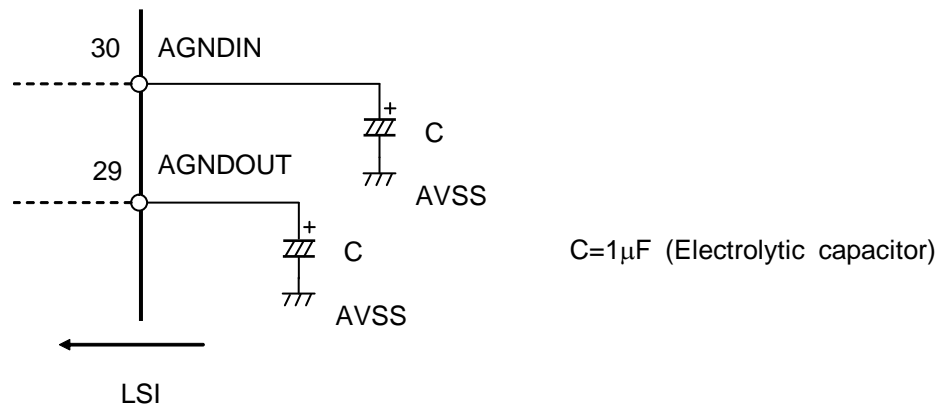 30 AGNDIN
+
C
AVSS
29 AGNDOUT
+
C
AVSS
C=1μF (Electrolytic capacitor)
LSI